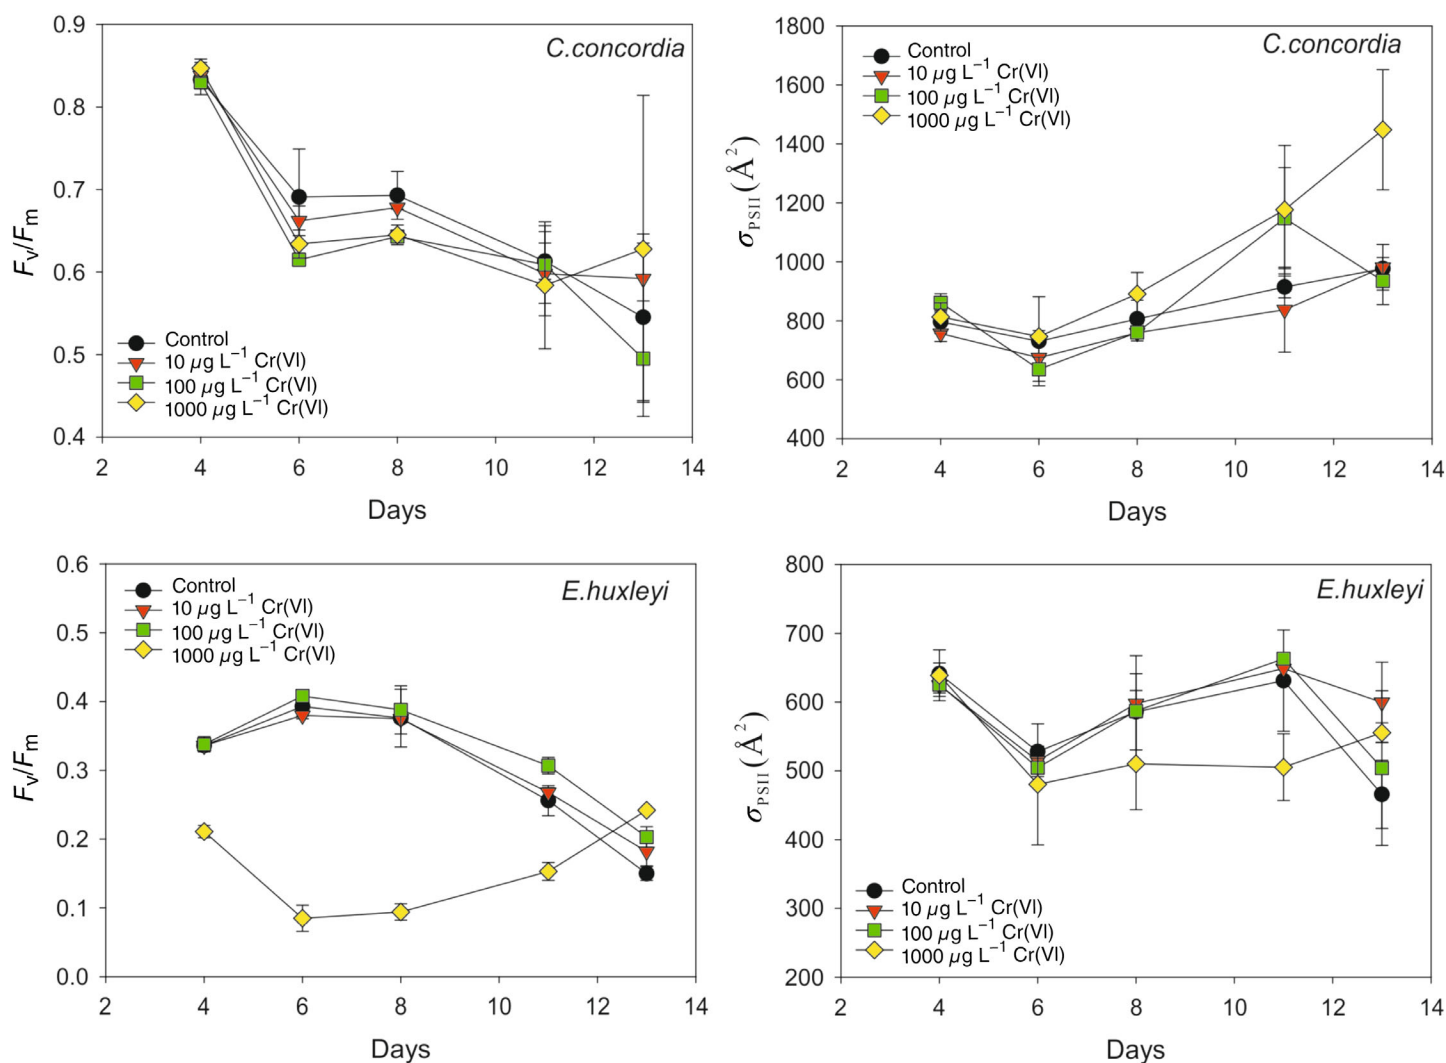 C.concordia
0.9
0.8
0.7
0.6
0.5
0.4
Fv/Fm
Control
10 µg L⁻¹ Cr(VI)
100 µg L⁻¹ Cr(VI)
1000 µg L⁻¹ Cr(VI)
2 4 6 8 10 12 14
Days
C.concordia
1800
1600
1400
1200
1000
800
600
400
σPSII (Å²)
Control
10 µg L⁻¹ Cr(VI)
100 µg L⁻¹ Cr(VI)
1000 µg L⁻¹ Cr(VI)
2 4 6 8 10 12 14
Days
E.huxleyi
0.6
0.5
0.4
0.3
0.2
0.1
0.0
Fv/Fm
Control
10 µg L⁻¹ Cr(VI)
100 µg L⁻¹ Cr(VI)
1000 µg L⁻¹ Cr(VI)
2 4 6 8 10 12 14
Days
E.huxleyi
800
700
600
500
400
300
200
σPSII (Å²)
Control
10 µg L⁻¹ Cr(VI)
100 µg L⁻¹ Cr(VI)
1000 µg L⁻¹ Cr(VI)
2 4 6 8 10 12 14
Days